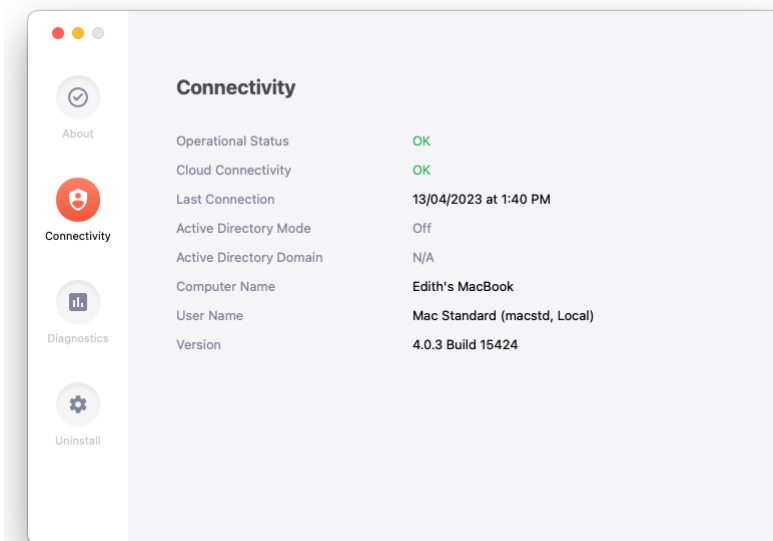 About
Connectivity
Diagnostics
Uninstall
Connectivity
Operational Status OK
Cloud Connectivity OK
Last Connection 13/04/2023 at 1:40 PM
Active Directory Mode Off
Active Directory Domain N/A
Computer Name Edith's MacBook
User Name Mac Standard (macstd, Local)
Version 4.0.3 Build 15424